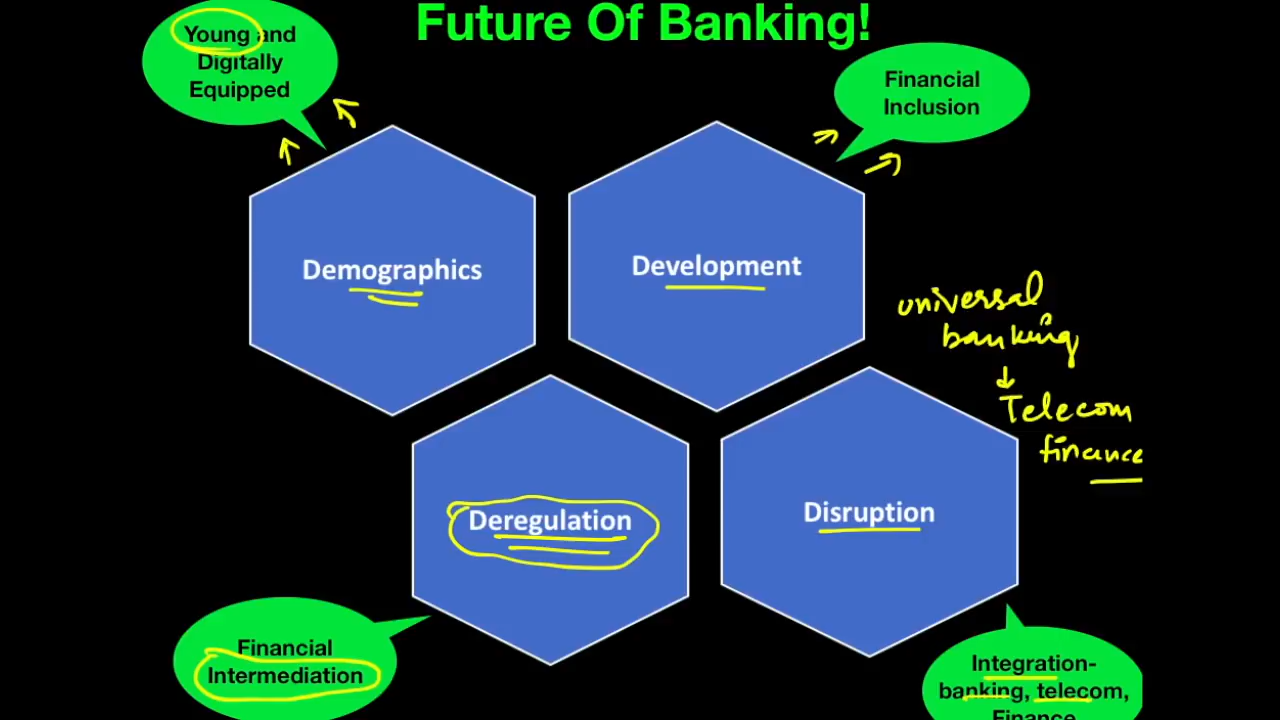 Future Of Banking!
Young and
Digitally
Equipped
Financial
Inclusion
Demographics
Development
universal
banking
Telecom
finance
Deregulation
Disruption
Financial
Intermediation
Integration-
banking, telecom,
Finance